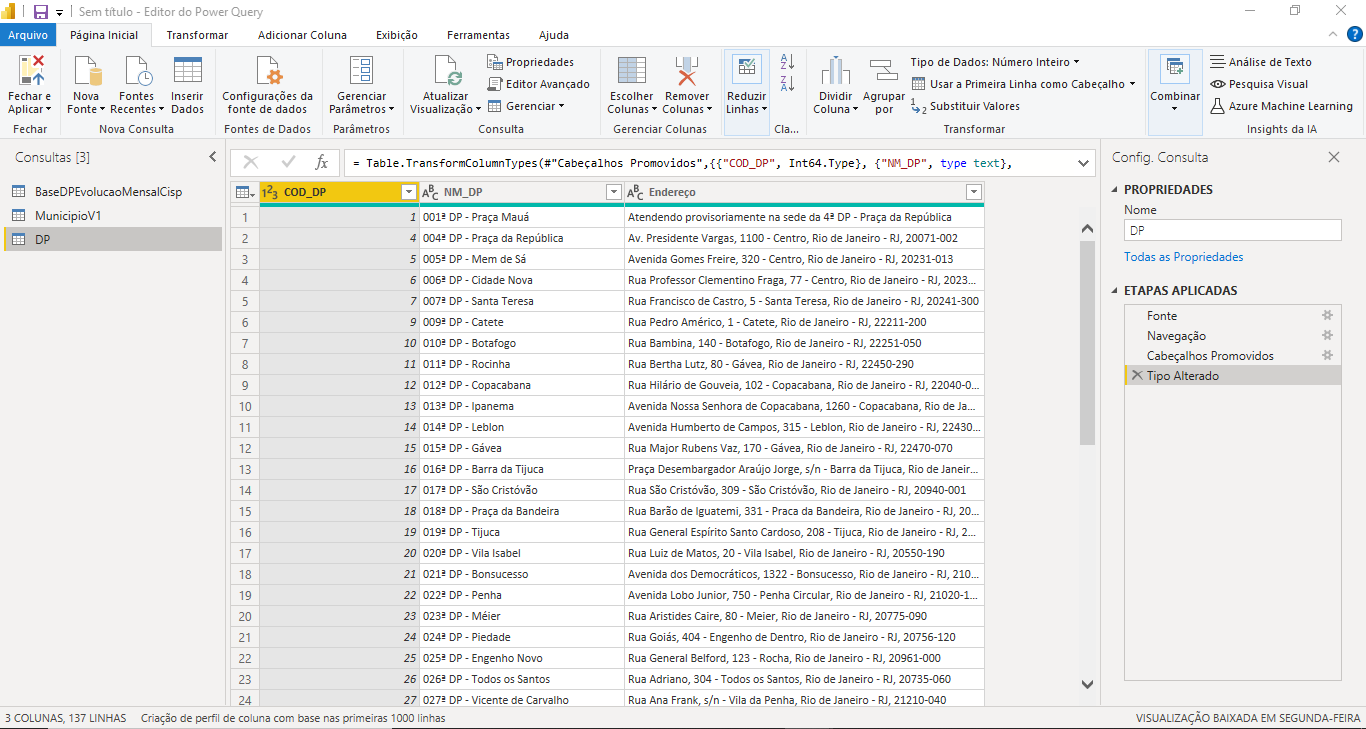 Sem título - Editor do Power Query
Arquivo Página Inicial Transformar Adicionar Coluna Exibição Ferramentas Ajuda
Fechar e Aplicar
Fechar
Nova Fonte
Fontes Recentes
Inserir Dados
Nova Consulta
Configurações da fonte de dados
Fontes de Dados
Gerenciar Parâmetros
Parâmetros
Atualizar Visualização
Propriedades
Editor Avançado
Gerenciar
Consulta
Escolher Colunas
Remover Colunas
Gerenciar Colunas
Reduzir Linhas
Cla...
Dividir Coluna
Agrupar por
Tipo de Dados: Número Inteiro
Usar a Primeira Linha como Cabeçalho
Substituir Valores
Transformar
Combinar
Análise de Texto
Pesquisa Visual
Azure Machine Learning
Insights da IA
Consultas [3]
BaseDPEvolucaoMensalCisp
MunicipioV1
DP
fx = Table.TransformColumnTypes(#"Cabeçalhos Promovidos",{{"COD_DP", Int64.Type}, {"NM_DP", type text},
COD_DP NM_DP Endereço
1 1 001ª DP - Praça Mauá Atendendo provisoriamente na sede da 4ª DP - Praça da República
2 4 004ª DP - Praça da República Av. Presidente Vargas, 1100 - Centro, Rio de Janeiro - RJ, 20071-002
3 5 005ª DP - Mem de Sá Avenida Gomes Freire, 320 - Centro, Rio de Janeiro - RJ, 20231-013
4 6 006ª DP - Cidade Nova Rua Professor Clementino Fraga, 77 - Centro, Rio de Janeiro - RJ, 2023...
5 7 007ª DP - Santa Teresa Rua Francisco de Castro, 5 - Santa Teresa, Rio de Janeiro - RJ, 20241-300
6 9 009ª DP - Catete Rua Pedro Américo, 1 - Catete, Rio de Janeiro - RJ, 22211-200
7 10 010ª DP - Botafogo Rua Bambina, 140 - Botafogo, Rio de Janeiro - RJ, 22251-050
8 11 011ª DP - Rocinha Rua Bertha Lutz, 80 - Gávea, Rio de Janeiro - RJ, 22450-290
9 12 012ª DP - Copacabana Rua Hilário de Gouveia, 102 - Copacabana, Rio de Janeiro - RJ, 22040-0...
10 13 013ª DP - Ipanema Avenida Nossa Senhora de Copacabana, 1260 - Copacabana, Rio de Ja...
11 14 014ª DP - Leblon Avenida Humberto de Campos, 315 - Leblon, Rio de Janeiro - RJ, 22430...
12 15 015ª DP - Gávea Rua Major Rubens Vaz, 170 - Gávea, Rio de Janeiro - RJ, 22470-070
13 16 016ª DP - Barra da Tijuca Praça Desembargador Araújo Jorge, s/n - Barra da Tijuca, Rio de Janeir...
14 17 017ª DP - São Cristóvão Rua São Cristóvão, 309 - São Cristóvão, Rio de Janeiro - RJ, 20940-001
15 18 018ª DP - Praça da Bandeira Rua Barão de Iguatemi, 331 - Praca da Bandeira, Rio de Janeiro - RJ, 20...
16 19 019ª DP - Tijuca Rua General Espírito Santo Cardoso, 208 - Tijuca, Rio de Janeiro - RJ, 2...
17 20 020ª DP - Vila Isabel Rua Luiz de Matos, 20 - Vila Isabel, Rio de Janeiro - RJ, 20550-190
18 21 021ª DP - Bonsucesso Avenida dos Democráticos, 1322 - Bonsucesso, Rio de Janeiro - RJ, 210...
19 22 022ª DP - Penha Avenida Lobo Junior, 750 - Penha Circular, Rio de Janeiro - RJ, 21020-1...
20 23 023ª DP - Méier Rua Aristides Caire, 80 - Meier, Rio de Janeiro - RJ, 20775-090
21 24 024ª DP - Piedade Rua Goiás, 404 - Engenho de Dentro, Rio de Janeiro - RJ, 20756-120
22 25 025ª DP - Engenho Novo Rua General Belford, 123 - Rocha, Rio de Janeiro - RJ, 20961-000
23 26 026ª DP - Todos os Santos Rua Adriano, 304 - Todos os Santos, Rio de Janeiro - RJ, 20735-060
24 27 027ª DP - Vicente de Carvalho Rua Ana Frank, s/n - Vila da Penha, Rio de Janeiro - RJ, 21210-040
Config. Consulta
PROPRIEDADES
Nome
DP
Todas as Propriedades
ETAPAS APLICADAS
Fonte
Navegação
Cabeçalhos Promovidos
Tipo Alterado
3 COLUNAS, 137 LINHAS Criação de perfil de coluna com base nas primeiras 1000 linhas VISUALIZAÇÃO BAIXADA EM SEGUNDA-FEIRA